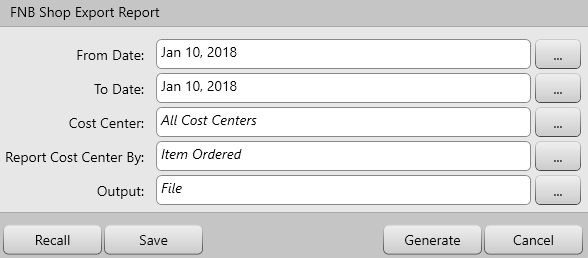 FNB Shop Export Report
From Date: Jan 10, 2018 ...
To Date: Jan 10, 2018 ...
Cost Center: All Cost Centers ...
Report Cost Center By: Item Ordered ...
Output: File ...
Recall Save Generate Cancel